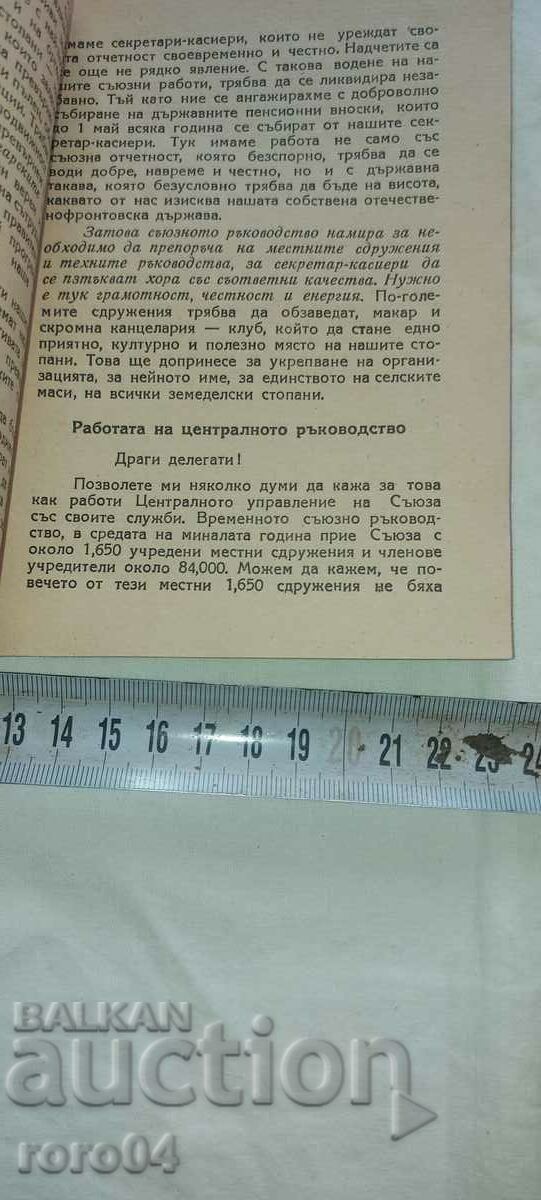 имаме секретари-касиери, които не уреждат сво-
та отчетност своевременно и честно. Надчетите са
все още не рядко явление. С такова водене на на-
шите съюзни работи, трябва да се ликвидира неза-
бавно. Тъй като ние се ангажирахме с доброволно
събиране на държавните пенсионни вноски, които
до 1 май всяка година се събират от нашите сек-
ретар-касиери. Тук имаме работа не само със
съюзна отчетност, която безспорно, трябва да се
води добре, навреме и честно, но и с държавна
такава, която безусловно трябва да бъде на висота,
каквато от нас изисква нашата собствена отечестве-
нофронтовска държава.
Затова съюзното ръководство намира за не-
обходимо да препоръча на местните сдружения
и техните ръководства, за секретар-касиери да
се пзтъкват хора със съответни качества. Нужно
е тук грамотност, честност и енергия. По-голе-
мите сдружения трябва да обзаведат, макар и
скромна канцелария — клуб, който да стане едно
приятно, културно и полезно място на нашите сто-
пани. Това ще допринесе за укрепване на органи-
зацията, за нейното име, за единството на селските
маси, на всички земеделски стопани.
Работата на централното ръководство
Драги делегати!
Позволете ми няколко думи да кажа за това
как работи Централното управление на Съюза
със своите служби. Временното съюзно ръковод-
ство, в средата на миналата година прие Съюза с
около 1,650 учредени местни сдружения и членове
учредители около 84,000. Можем да кажем, че по-
вечето от тези местни 1,650 сдружения не бяха
13 14 15 16 17 18 19 20 21 22 23 24
BALKAN
auction
roro04